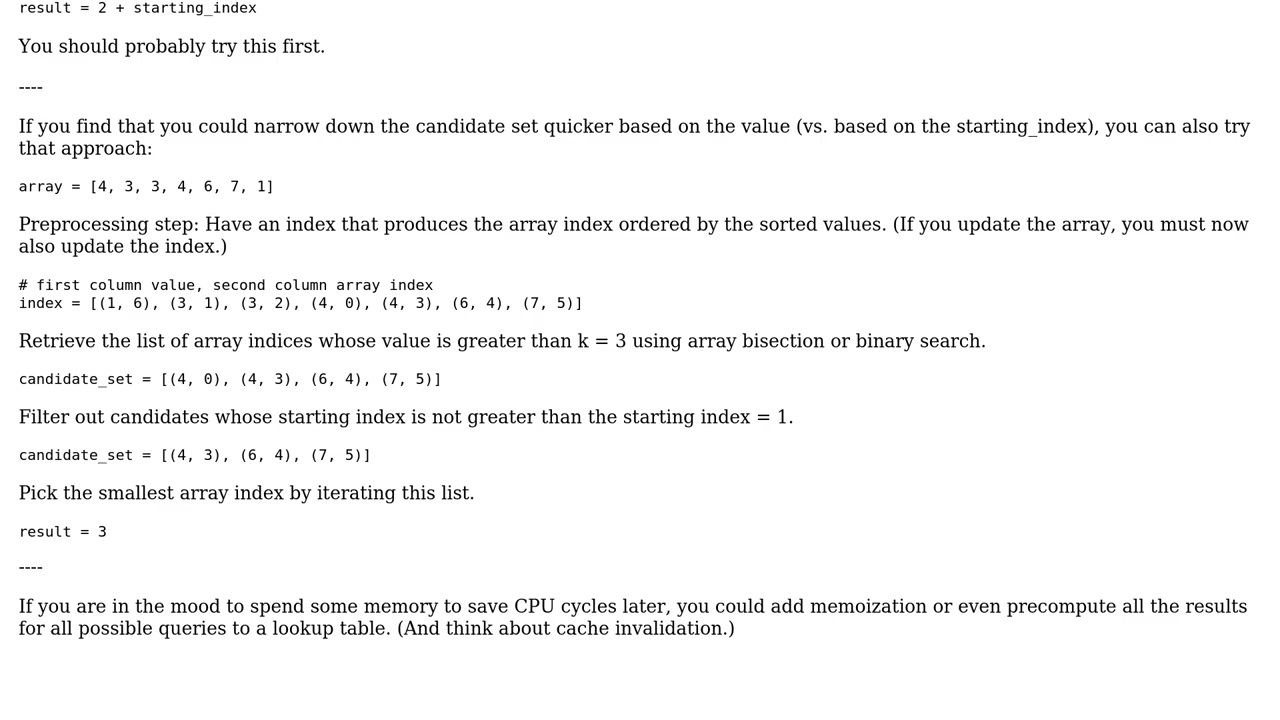 result = 2 + starting_index
You should probably try this first.
----
If you find that you could narrow down the candidate set quicker based on the value (vs. based on the starting_index), you can also try
that approach:
array = [4, 3, 3, 4, 6, 7, 1]
Preprocessing step: Have an index that produces the array index ordered by the sorted values. (If you update the array, you must now
also update the index.)
# first column value, second column array index
index = [(1, 6), (3, 1), (3, 2), (4, 0), (4, 3), (6, 4), (7, 5)]
Retrieve the list of array indices whose value is greater than k = 3 using array bisection or binary search.
candidate_set = [(4, 0), (4, 3), (6, 4), (7, 5)]
Filter out candidates whose starting index is not greater than the starting index = 1.
candidate_set = [(4, 3), (6, 4), (7, 5)]
Pick the smallest array index by iterating this list.
result = 3
----
If you are in the mood to spend some memory to save CPU cycles later, you could add memoization or even precompute all the results
for all possible queries to a lookup table. (And think about cache invalidation.)